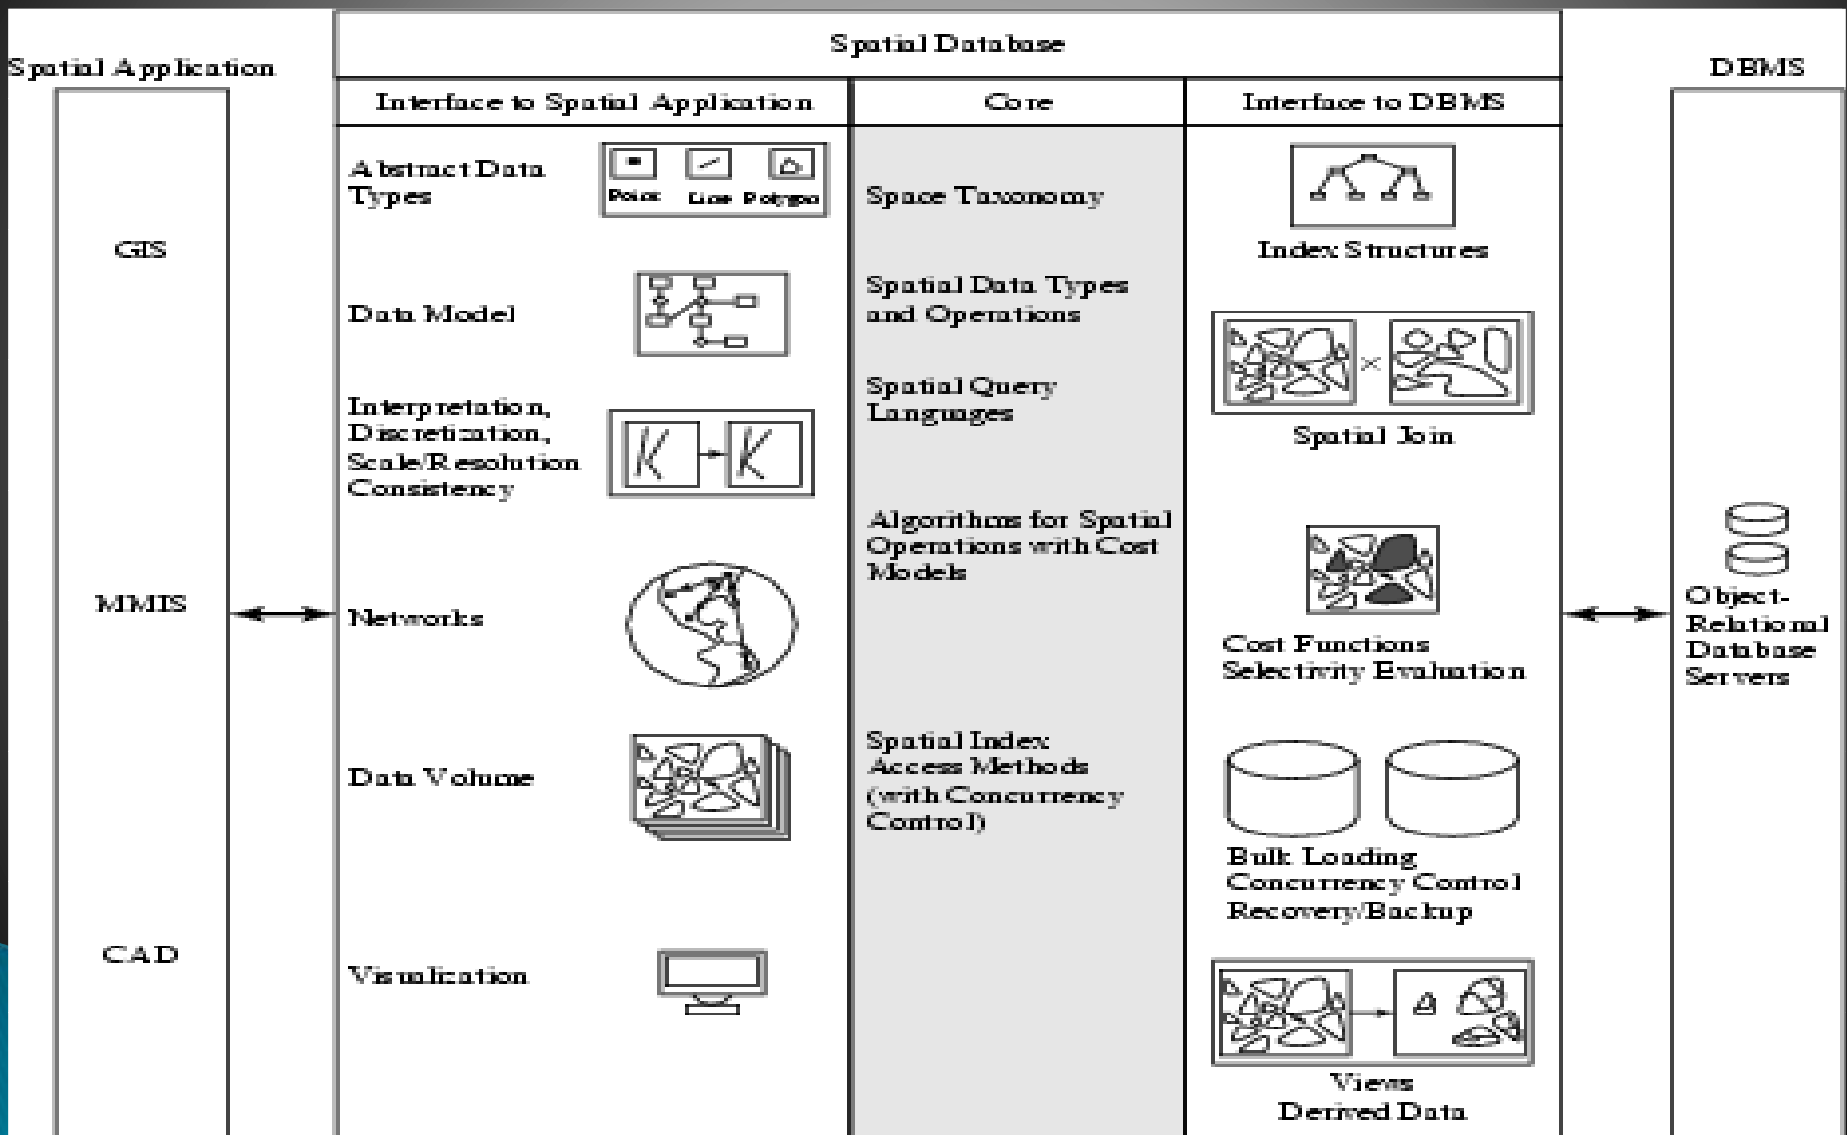 Spatial Application
GIS
MMIS
CAD
Spatial Database
Interface to Spatial Application
Abstract Data
Types
Point Line Polygon
Data Model
Interpretation,
Discretization,
Scale/Resolution
Consistency
Networks
Data Volume
Visualization
Core
Space Taxonomy
Spatial Data Types
and Operations
Spatial Query
Languages
Algorithms for Spatial
Operations with Cost
Models
Spatial Index
Access Methods
(with Concurrency
Control)
Interface to DBMS
Index Structures
Spatial Join
Cost Functions
Selectivity Evaluation
Bulk Loading
Concurrency Control
Recovery/Backup
Views
Derived Data
DBMS
Object-
Relational
Database
Servers